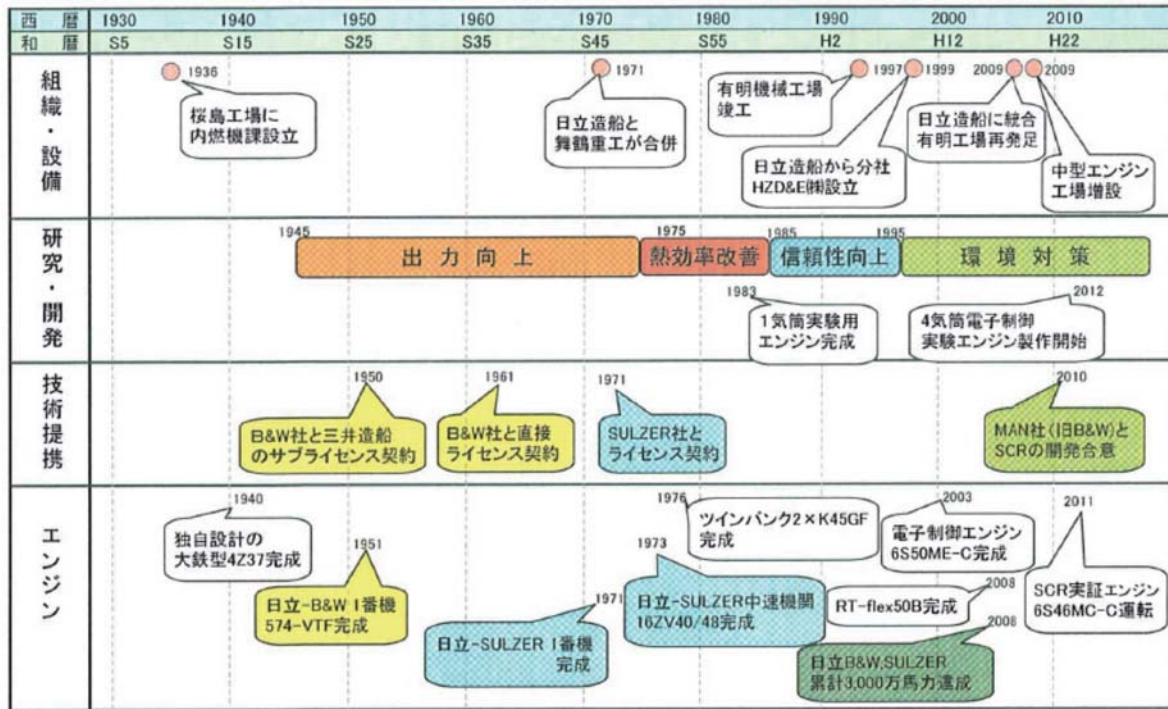 西暦 1930 1940 1950 1960 1970 1980 1990 2000 2010
和暦 S5 S15 S25 S35 S45 S55 H2 H12 H22
組織・設備
1936
桜島工場に
内燃機課設立
1971
日立造船と
舞鶴重工が合併
有明機械工場
竣工
1997
1999
日立造船から分社
HZD&E㈱設立
2009
日立造船に統合
有明工場再発足
2009
中型エンジン
工場増設
研究・開発
1945
出力向上
1975
熱効率改善
1985
信頼性向上
1995
環境対策
1983
1気筒実験用
エンジン完成
2012
4気筒電子制御
実験エンジン製作開始
技術提携
1950
B&W社と三井造船
のサブライセンス契約
1961
B&W社と直接
ライセンス契約
1971
SULZER社と
ライセンス契約
2010
MAN社(旧B&W)と
SCRの開発合意
エンジン
1940
独自設計の
大鉄型4Z37完成
1951
日立-B&W 1番機
574-VTF完成
1971
日立-SULZER 1番機
完成
1973
日立-SULZER中速機関
16ZV40/48完成
1976
ツインバンク2×K45GF
完成
2003
電子制御エンジン
6S50ME-C完成
2008
RT-flex50B完成
2008
日立B&W,SULZER
累計3,000万馬力達成
2011
SCR実証エンジン
6S46MC-C運転